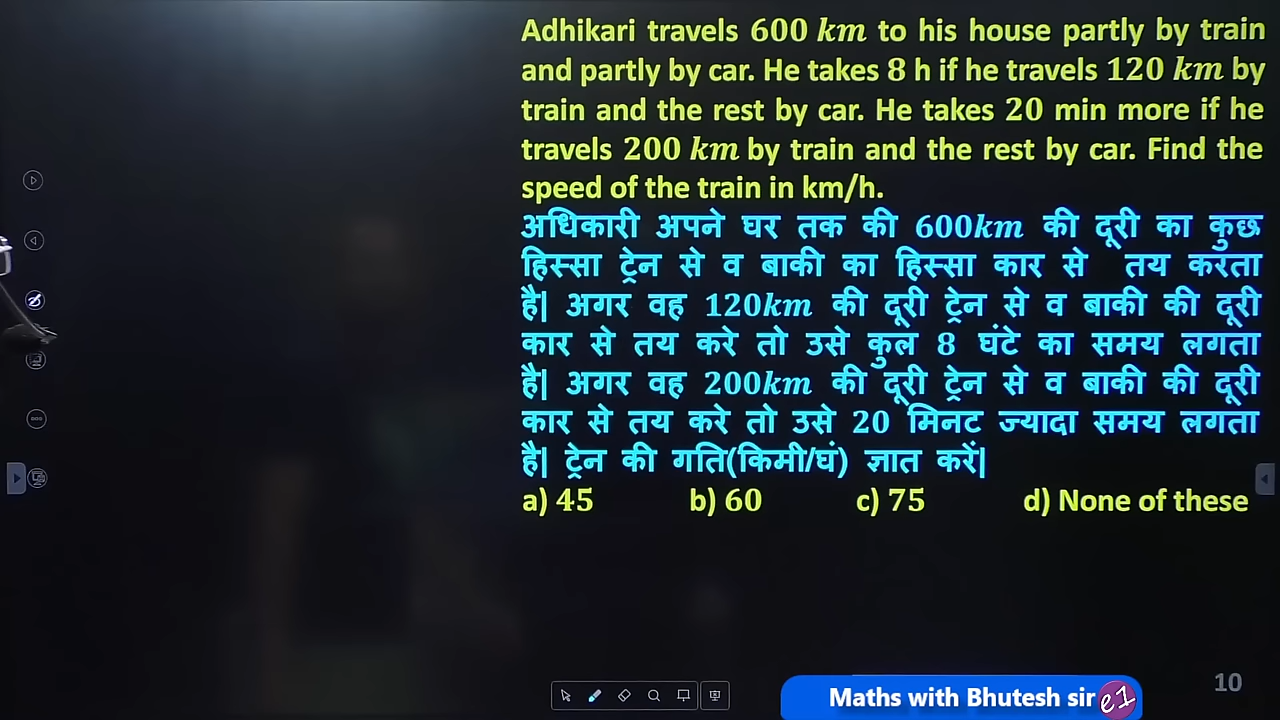 Adhikari travels 600 km to his house partly by train
and partly by car. He takes 8 h if he travels 120 km by
train and the rest by car. He takes 20 min more if he
travels 200 km by train and the rest by car. Find the
speed of the train in km/h.
अधिकारी अपने घर तक की 600km की दूरी का कुछ
हिस्सा ट्रेन से व बाकी का हिस्सा कार से तय करता
है| अगर वह 120km की दूरी ट्रेन से व बाकी की दूरी
कार से तय करे तो उसे कुल 8 घंटे का समय लगता
है| अगर वह 200km की दूरी ट्रेन से व बाकी की दूरी
कार से तय करे तो उसे 20 मिनट ज्यादा समय लगता
है| ट्रेन की गति(किमी/घं) ज्ञात करें|
a) 45 b) 60 c) 75 d) None of these
10
Maths with Bhutesh sir e1